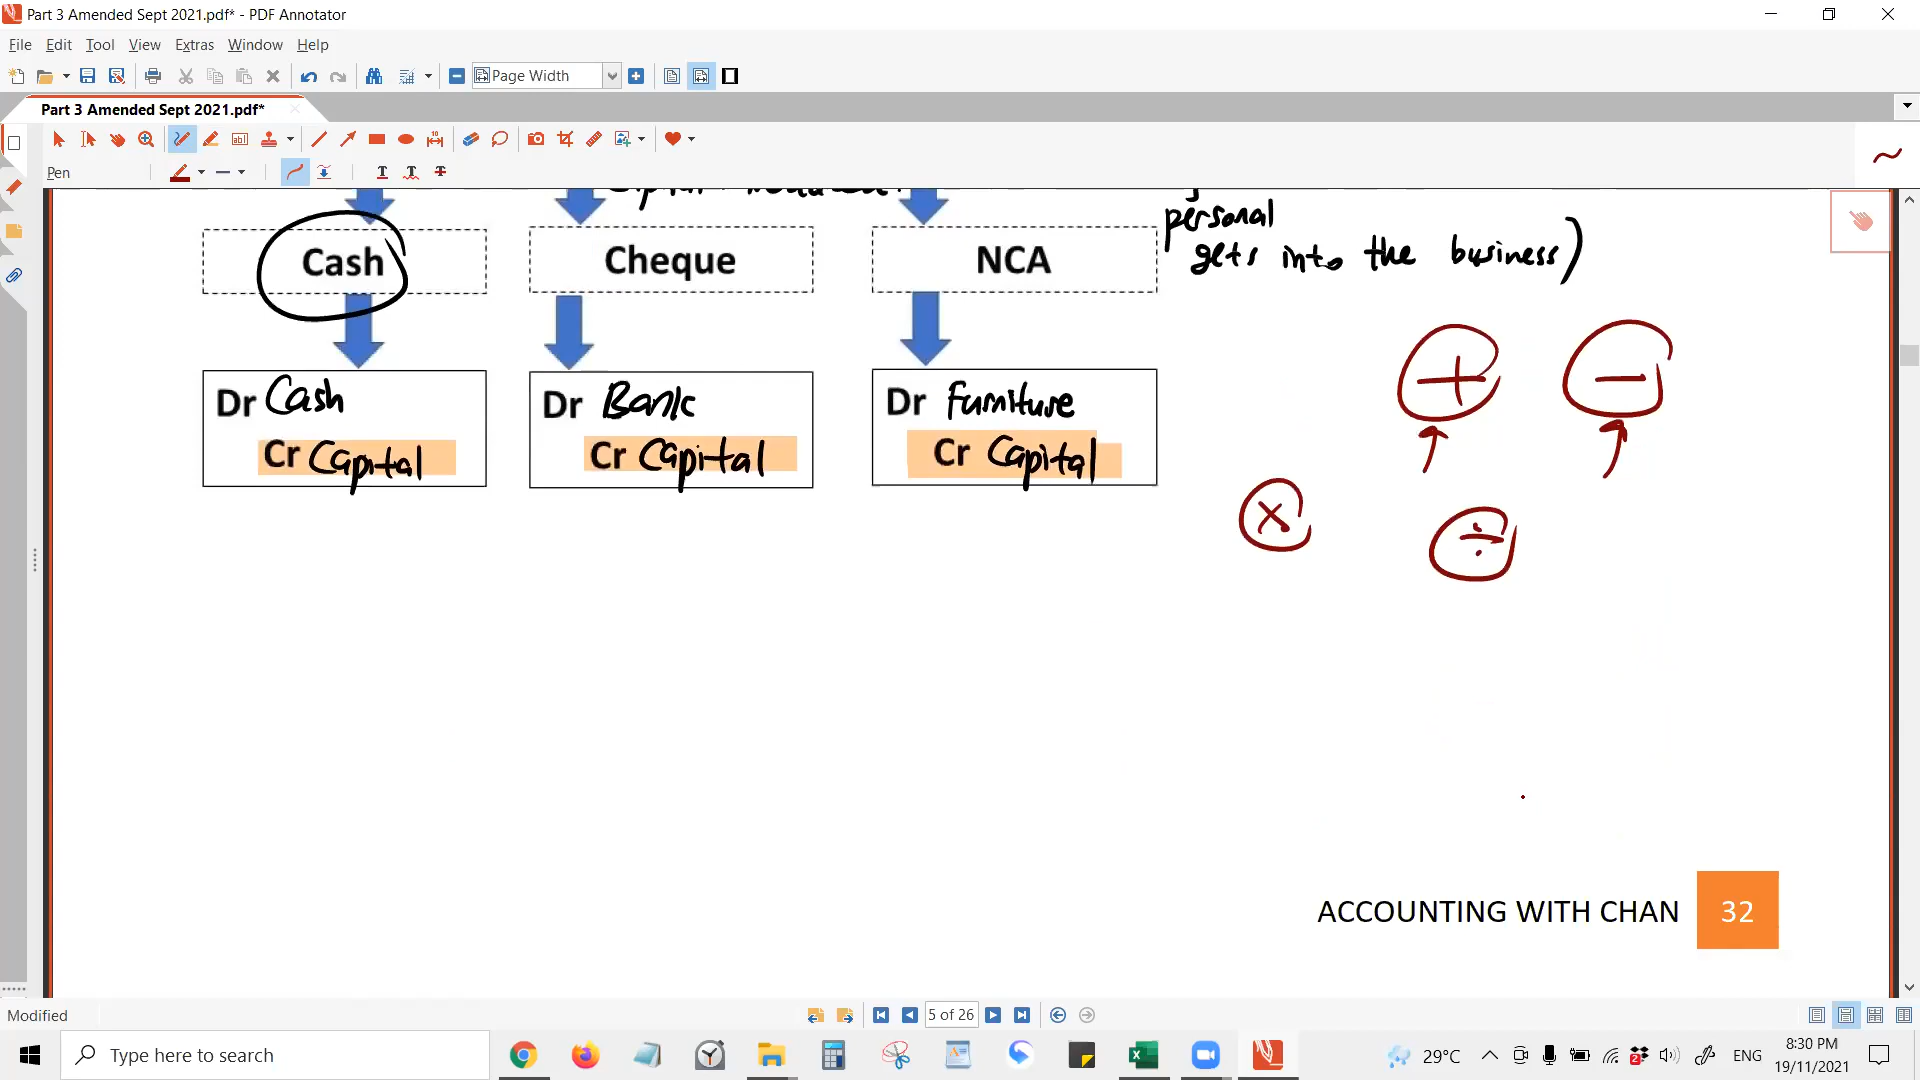 Part 3 Amended Sept 2021.pdf* - PDF Annotator
File Edit Tool View Extras Window Help
Page Width
Part 3 Amended Sept 2021.pdf*
Pen
personal
gets into the business)
Cash
Cheque
NCA
Dr Cash
Cr Capital
Dr Bank
Cr Capital
Dr Furniture
Cr Capital
+
−
×
÷
ACCOUNTING WITH CHAN 32
Modified
5 of 26
Type here to search
29°C
ENG
8:30 PM
19/11/2021